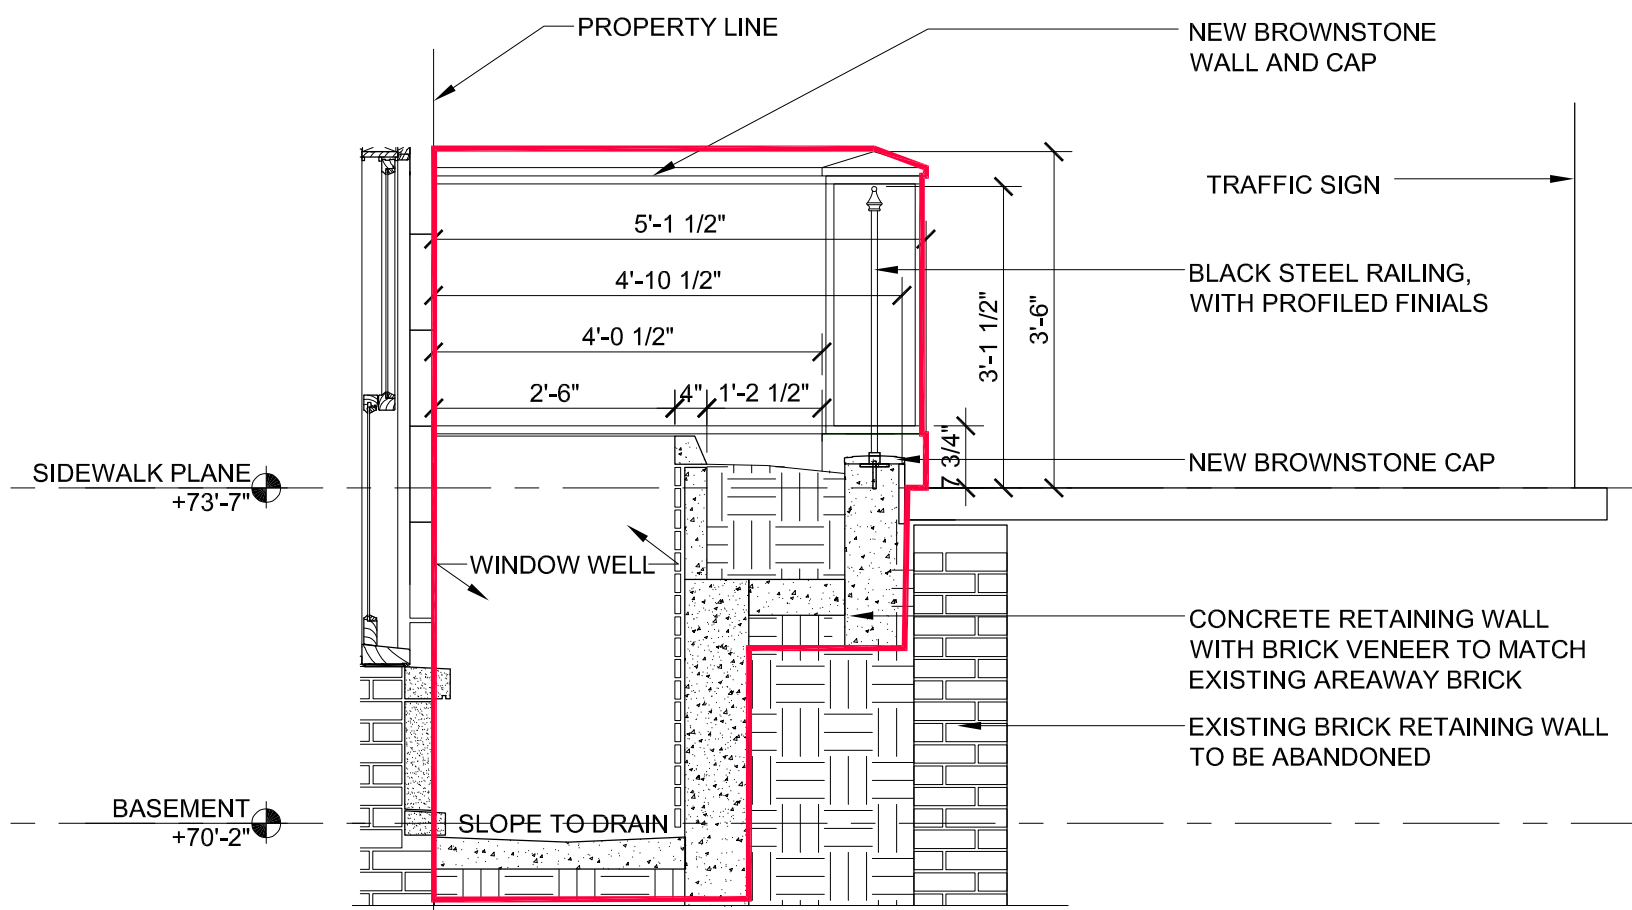 PROPERTY LINE
NEW BROWNSTONE
WALL AND CAP
TRAFFIC SIGN
5'-1 1/2"
4'-10 1/2"
BLACK STEEL RAILING,
WITH PROFILED FINIALS
3'-1 1/2"
3'-6"
4'-0 1/2"
2'-6"
4"
1'-2 1/2"
7 3/4"
SIDEWALK PLANE
+73'-7"
NEW BROWNSTONE CAP
WINDOW WELL
CONCRETE RETAINING WALL
WITH BRICK VENEER TO MATCH
EXISTING AREAWAY BRICK
EXISTING BRICK RETAINING WALL
TO BE ABANDONED
BASEMENT
+70'-2"
SLOPE TO DRAIN